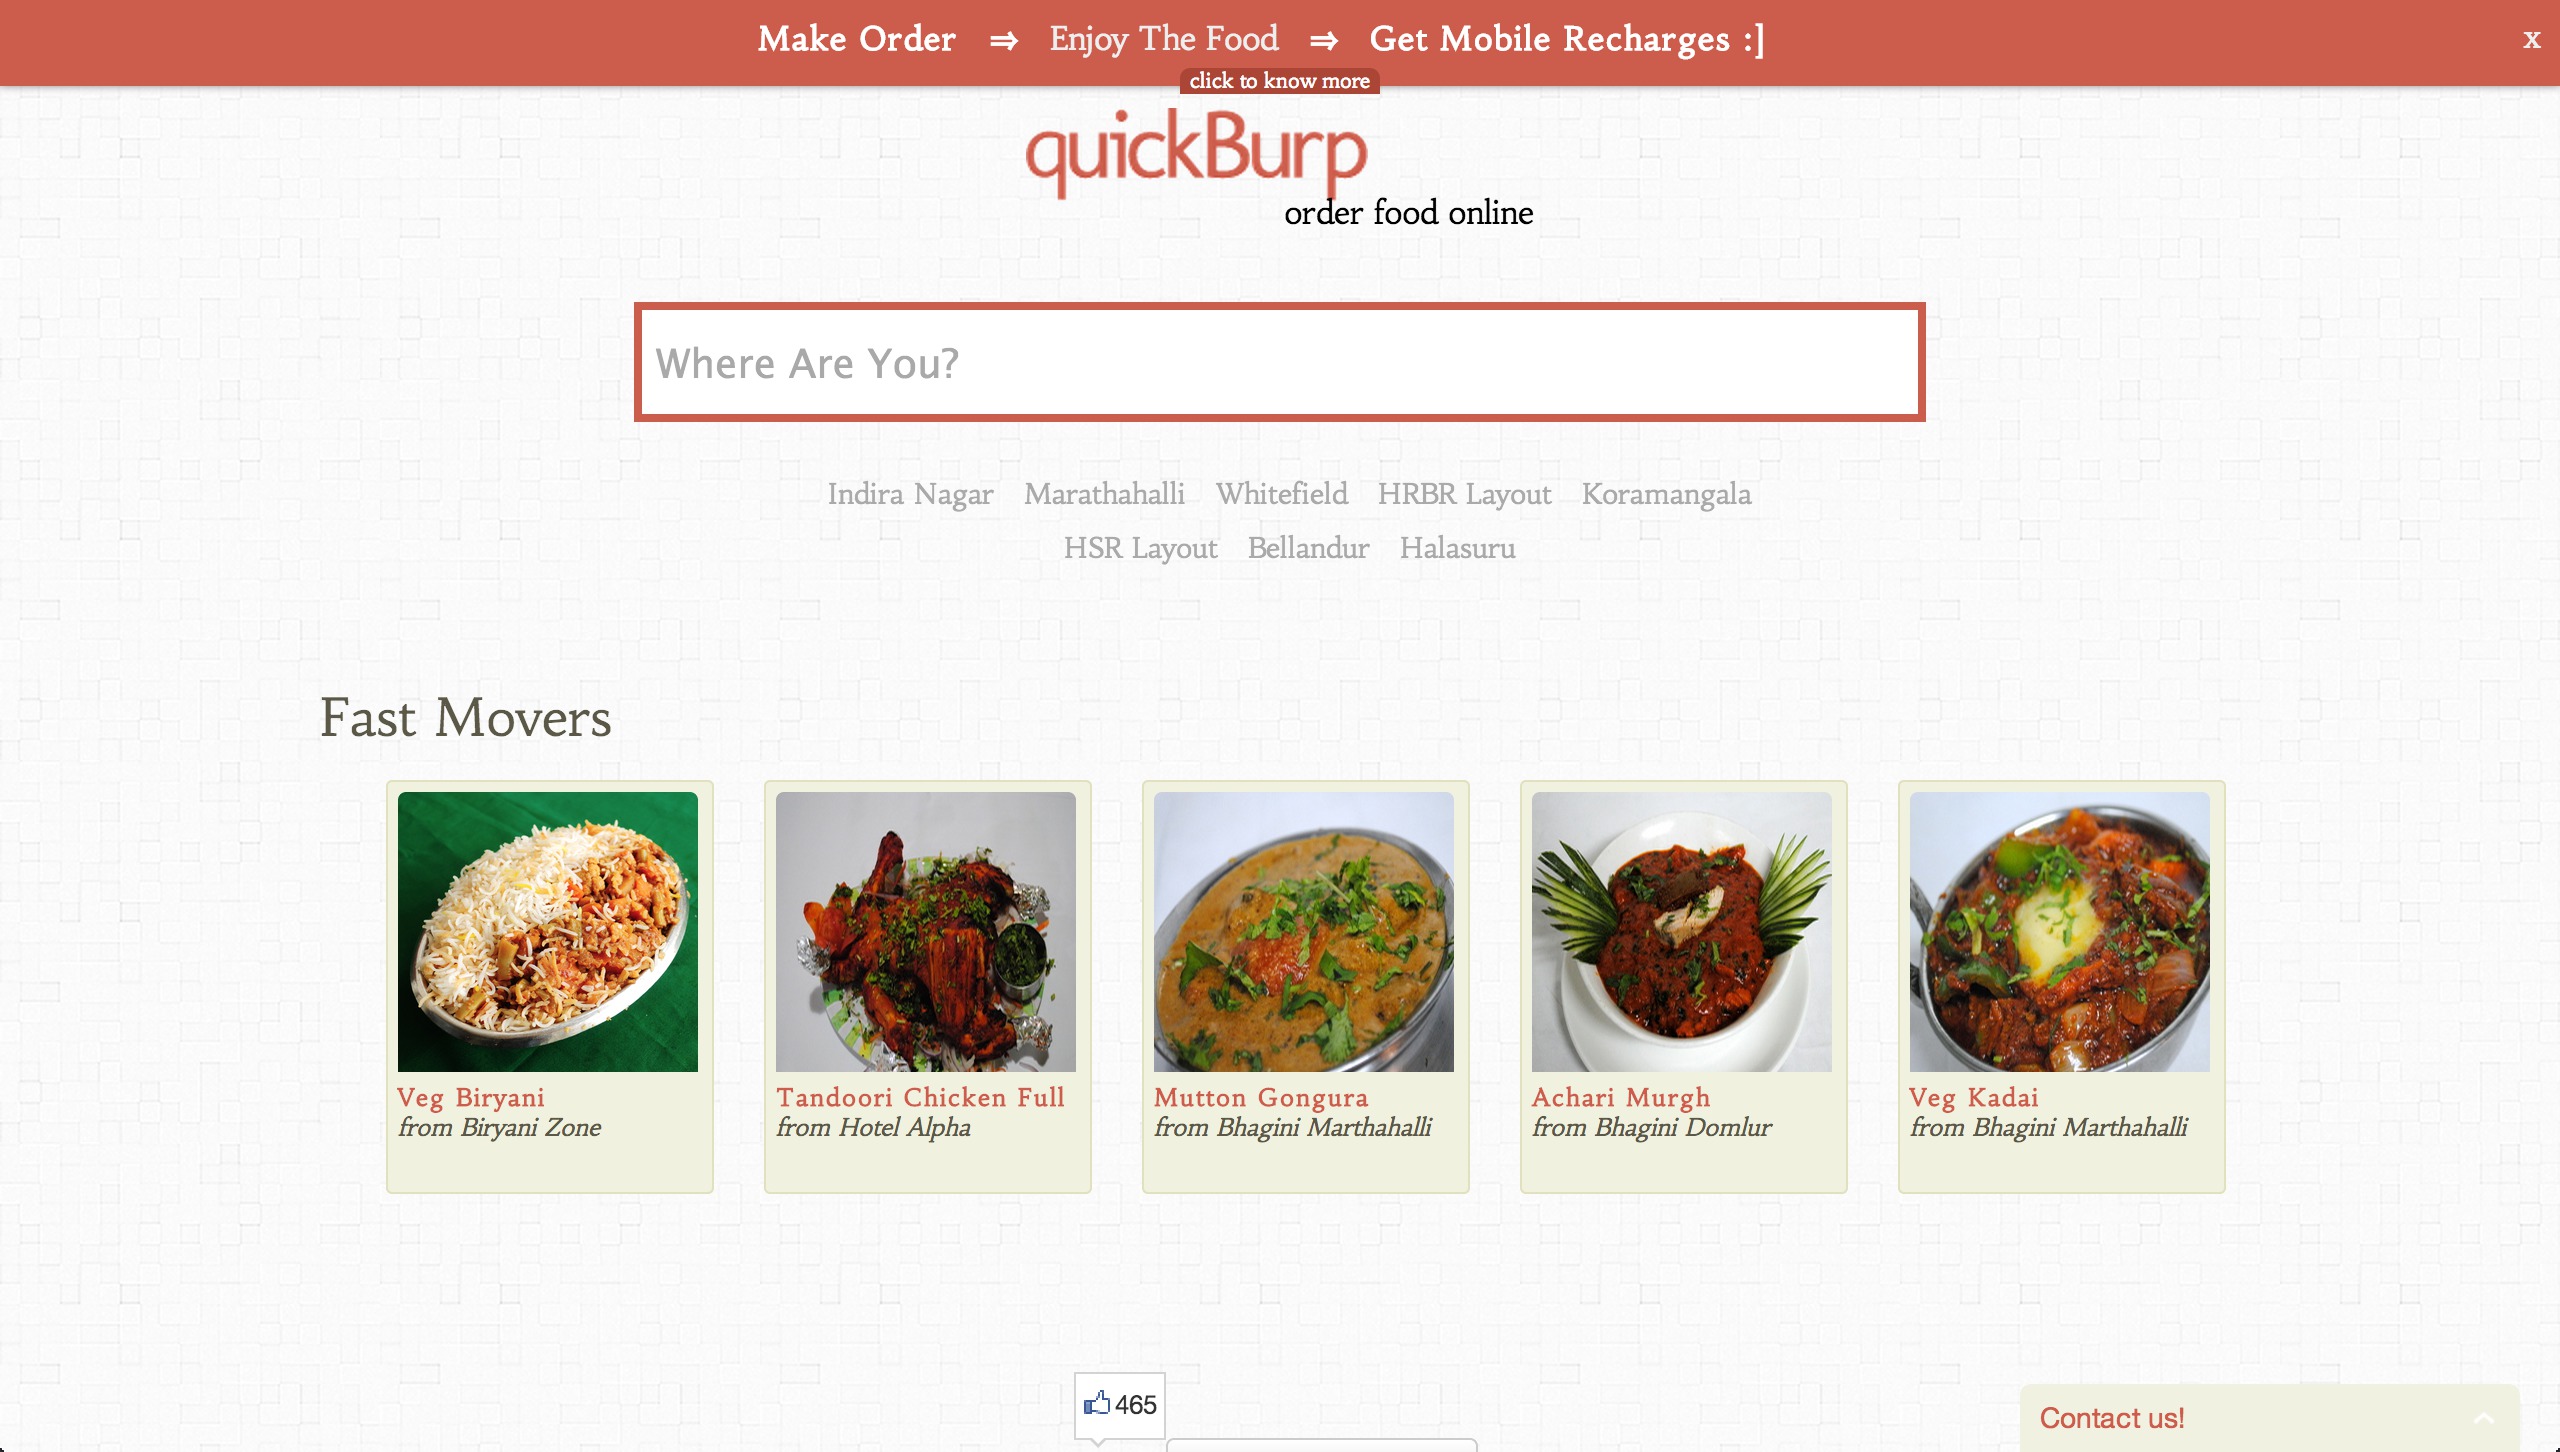 Make Order ⇒ Enjoy The Food ⇒ Get Mobile Recharges :]
x
click to know more
quickBurp
order food online
Where Are You?
Indira Nagar Marathahalli Whitefield HRBR Layout Koramangala
HSR Layout Bellandur Halasuru
Fast Movers
Veg Biryani
from Biryani Zone
Tandoori Chicken Full
from Hotel Alpha
Mutton Gongura
from Bhagini Marthahalli
Achari Murgh
from Bhagini Domlur
Veg Kadai
from Bhagini Marthahalli
465
Contact us!